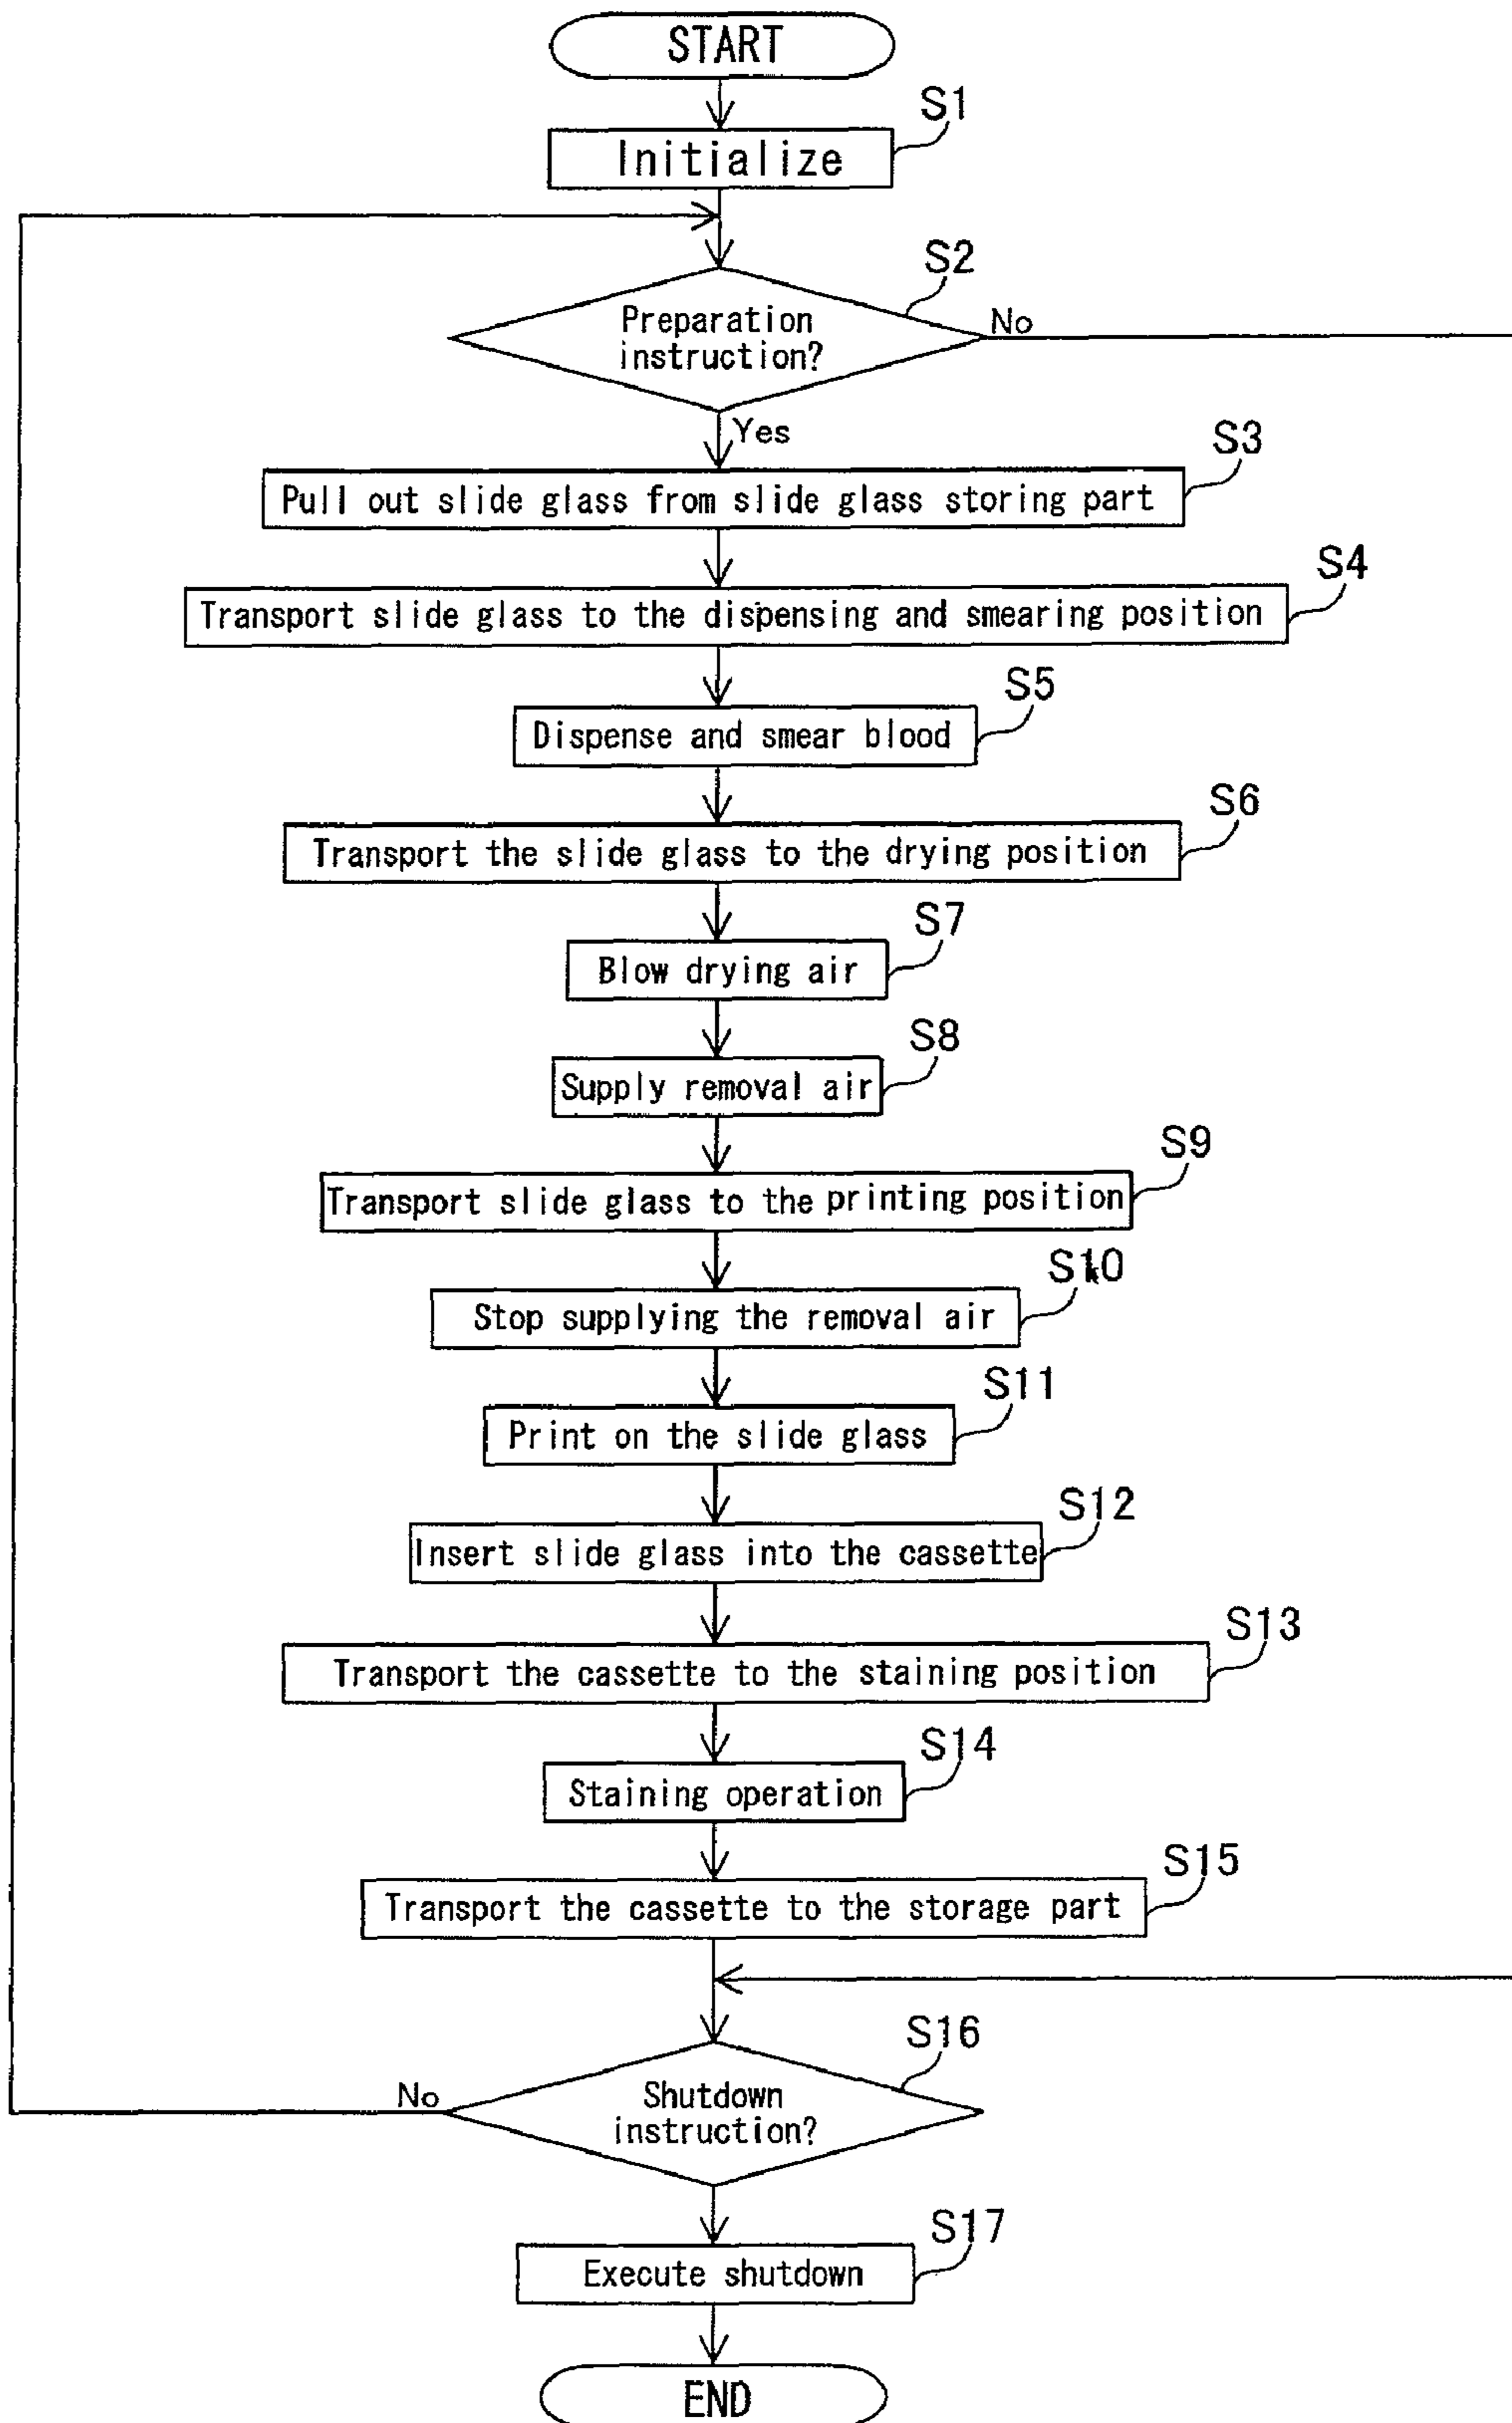 START
S1
Initialize
S2
Preparation
instruction?
No
Yes
S3
Pull out slide glass from slide glass storing part
S4
Transport slide glass to the dispensing and smearing position
S5
Dispense and smear blood
S6
Transport the slide glass to the drying position
S7
Blow drying air
S8
Supply removal air
S9
Transport slide glass to the printing position
S10
Stop supplying the removal air
S11
Print on the slide glass
S12
Insert slide glass into the cassette
S13
Transport the cassette to the staining position
S14
Staining operation
S15
Transport the cassette to the storage part
S16
No
Shutdown
instruction?
S17
Execute shutdown
END